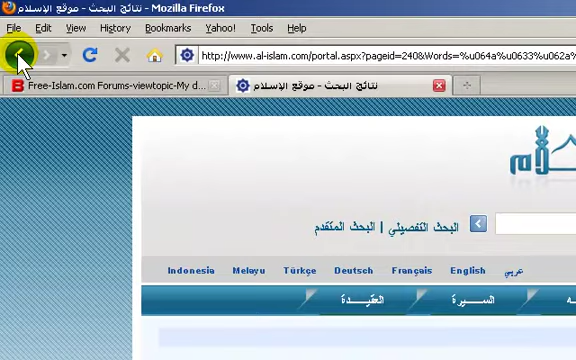 نتائج البحث - موقع الإسلام - Mozilla Firefox
File Edit View History Bookmarks Yahoo! Tools Help
http://www.al-islam.com/portal.aspx?pageid=240&Words=%u064a%u0633%u062a%
Free-Islam.com Forums-viewtopic-My d...
نتائج البحث - موقع الإسلام
البحث التفصيلي | البحث المتقدم
Indonesia Melayu Türkçe Deutsch Français English عربي
السيرة العقيدة